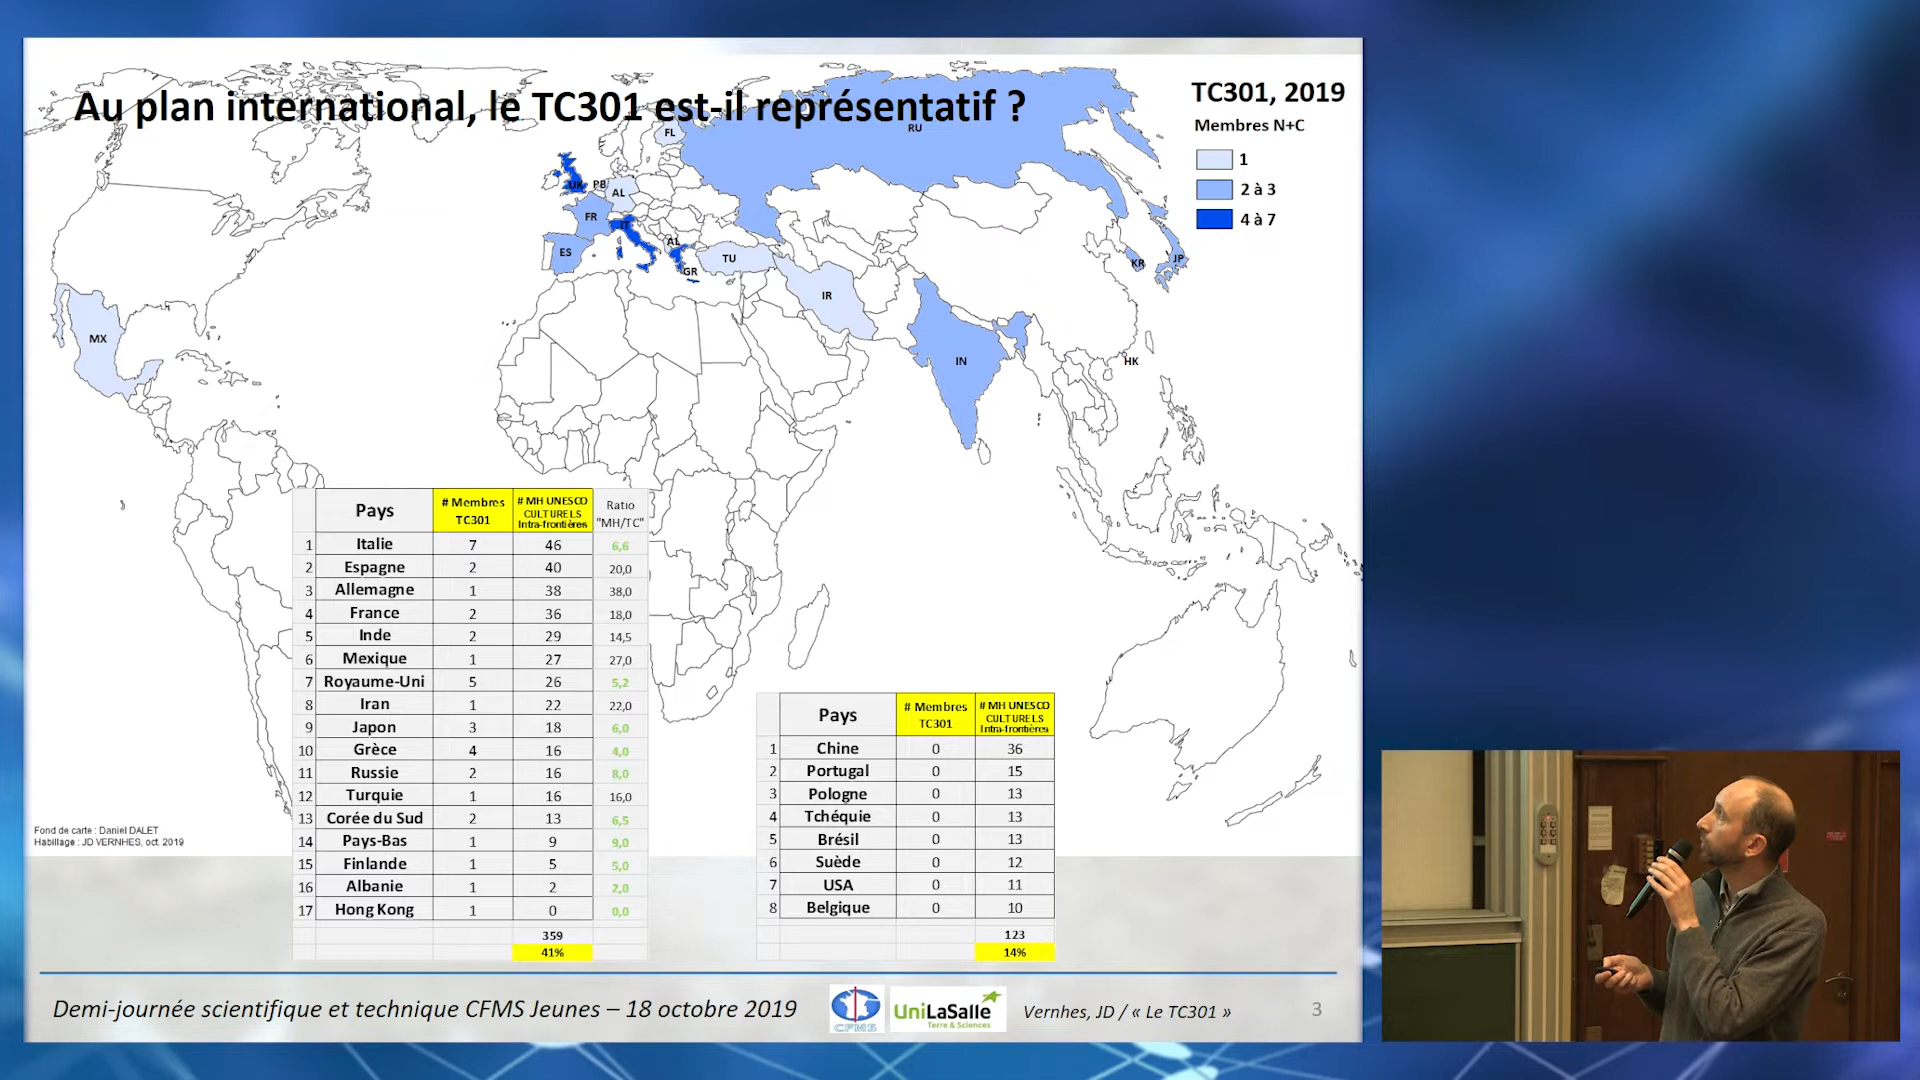 Au plan international, le TC301 est-il représentatif ?
TC301, 2019
Membres N+C
1
2 à 3
4 à 7
RU
FL
UK
PB
AL
FR
IT
ES
AL
GR
TU
IR
KR
JP
IN
HK
MX
Pays # Membres TC301 # MH UNESCO CULTURELS Intra-frontières Ratio "MH/TC"
1 Italie 7 46 6,6
2 Espagne 2 40 20,0
3 Allemagne 1 38 38,0
4 France 2 36 18,0
5 Inde 2 29 14,5
6 Mexique 1 27 27,0
7 Royaume-Uni 5 26 5,2
8 Iran 1 22 22,0
9 Japon 3 18 6,0
10 Grèce 4 16 4,0
11 Russie 2 16 8,0
12 Turquie 1 16 16,0
13 Corée du Sud 2 13 6,5
14 Pays-Bas 1 9 9,0
15 Finlande 1 5 5,0
16 Albanie 1 2 2,0
17 Hong Kong 1 0 0,0
359
41%
Pays # Membres TC301 # MH UNESCO CULTURELS Intra-frontières
1 Chine 0 36
2 Portugal 0 15
3 Pologne 0 13
4 Tchéquie 0 13
5 Brésil 0 13
6 Suède 0 12
7 USA 0 11
8 Belgique 0 10
123
14%
Fond de carte : Daniel DALET
Habillage : JD VERNHES, oct. 2019
Demi-journée scientifique et technique CFMS Jeunes – 18 octobre 2019
CFMS
UniLaSalle
Terre & Sciences
Vernhes, JD / « Le TC301 »
3